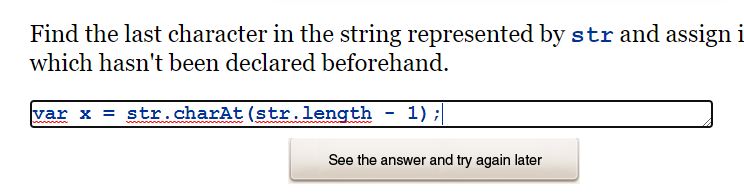 Find the last character in the string represented by str and assign i
which hasn't been declared beforehand.
var x = str.charAt(str.length - 1);
See the answer and try again later